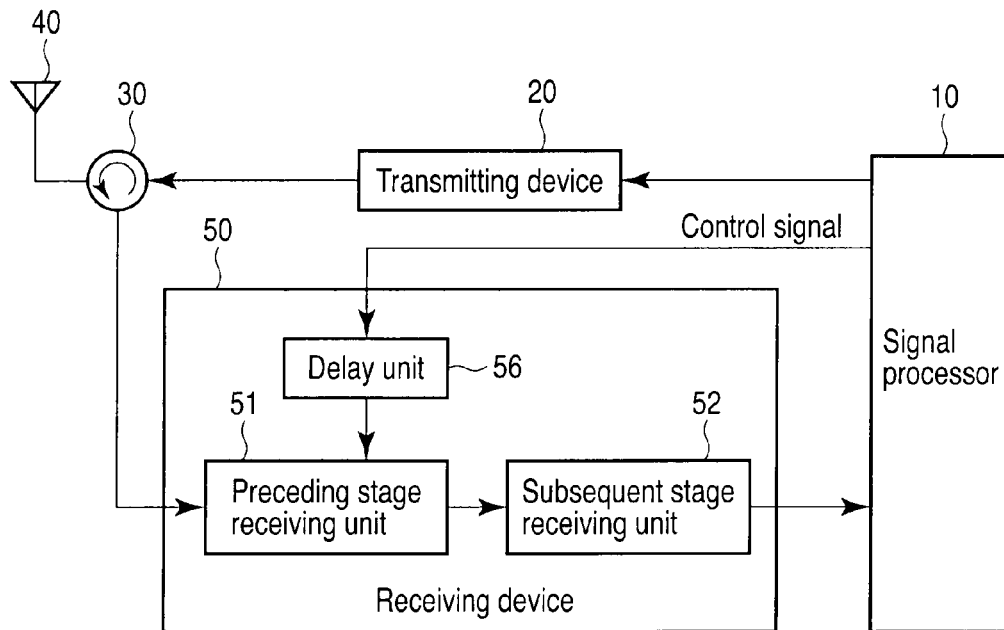 40
30
20
10
Transmitting device
Control signal
50
Delay unit
56
Signal
processor
51
52
Preceding stage
receiving unit
Subsequent stage
receiving unit
Receiving device